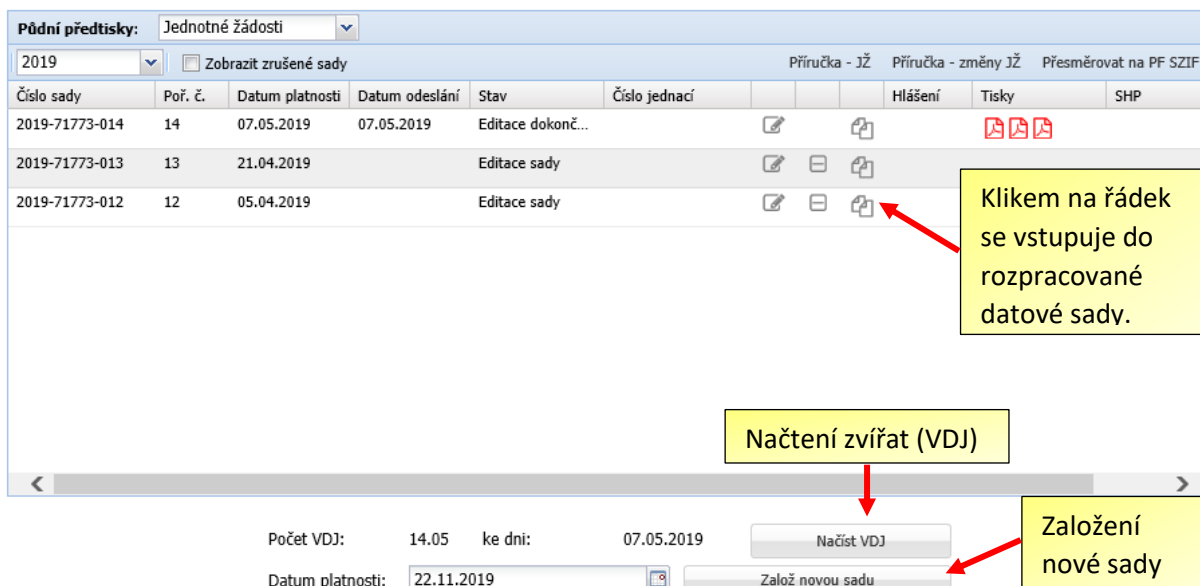 Půdní předtisky: Jednotné žádosti
2019 Zobrazit zrušené sady Příručka - JŽ Příručka - změny JŽ Přesměrovat na PF SZIF
Číslo sady Poř. č. Datum platnosti Datum odeslání Stav Číslo jednací Hlášení Tisky SHP
2019-71773-014 14 07.05.2019 07.05.2019 Editace dokonč...
2019-71773-013 13 21.04.2019 Editace sady
2019-71773-012 12 05.04.2019 Editace sady
Klikem na řádek
se vstupuje do
rozpracované
datové sady.
Načtení zvířat (VDJ)
Počet VDJ: 14.05 ke dni: 07.05.2019 Načíst VDJ
Založení
nové sady
Datum platnosti: 22.11.2019 Založ novou sadu